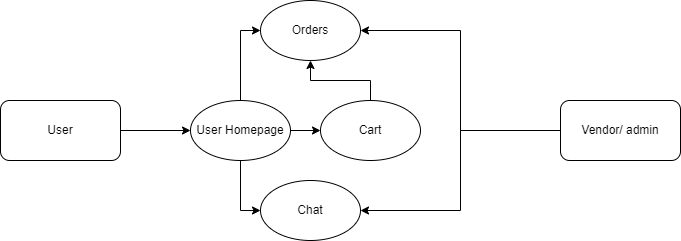 Orders
User
User Homepage
Cart
Vendor/ admin
Chat